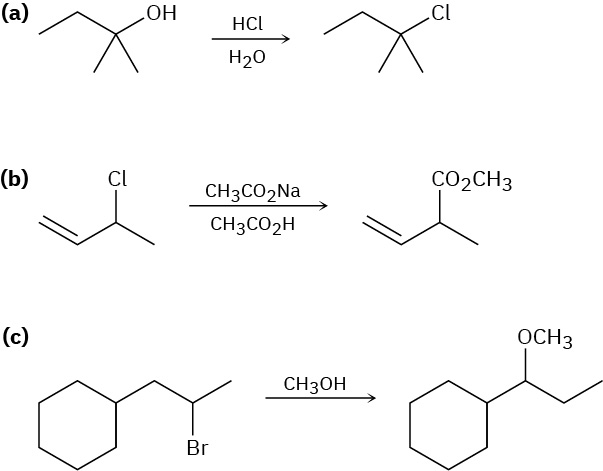 (a)
OH
HCl
H₂O
Cl
(b)
Cl
CH₃CO₂Na
CH₃CO₂H
CO₂CH₃
(c)
Br
CH₃OH
OCH₃